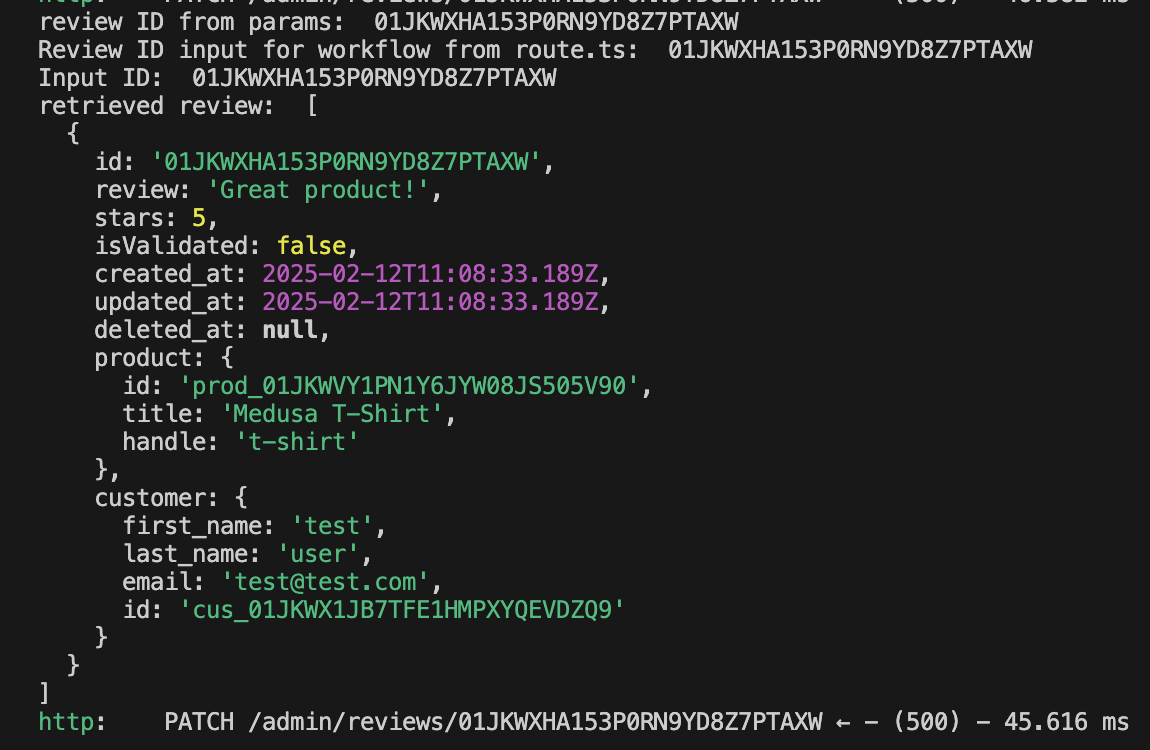 http:    PATCH /admin/reviews/01JKWXHA153P0RN9YD8Z7PTAXW ← - (500) - 46.382 ms
review ID from params:  01JKWXHA153P0RN9YD8Z7PTAXW
Review ID input for workflow from route.ts:  01JKWXHA153P0RN9YD8Z7PTAXW
Input ID:  01JKWXHA153P0RN9YD8Z7PTAXW
retrieved review:  [
  {
    id: '01JKWXHA153P0RN9YD8Z7PTAXW',
    review: 'Great product!',
    stars: 5,
    isValidated: false,
    created_at: 2025-02-12T11:08:33.189Z,
    updated_at: 2025-02-12T11:08:33.189Z,
    deleted_at: null,
    product: {
      id: 'prod_01JKWVY1PN1Y6JYW08JS505V90',
      title: 'Medusa T-Shirt',
      handle: 't-shirt'
    },
    customer: {
      first_name: 'test',
      last_name: 'user',
      email: 'test@test.com',
      id: 'cus_01JKWX1JB7TFE1HMPXYQEVDZQ9'
    }
  }
]
http:    PATCH /admin/reviews/01JKWXHA153P0RN9YD8Z7PTAXW ← - (500) - 45.616 ms